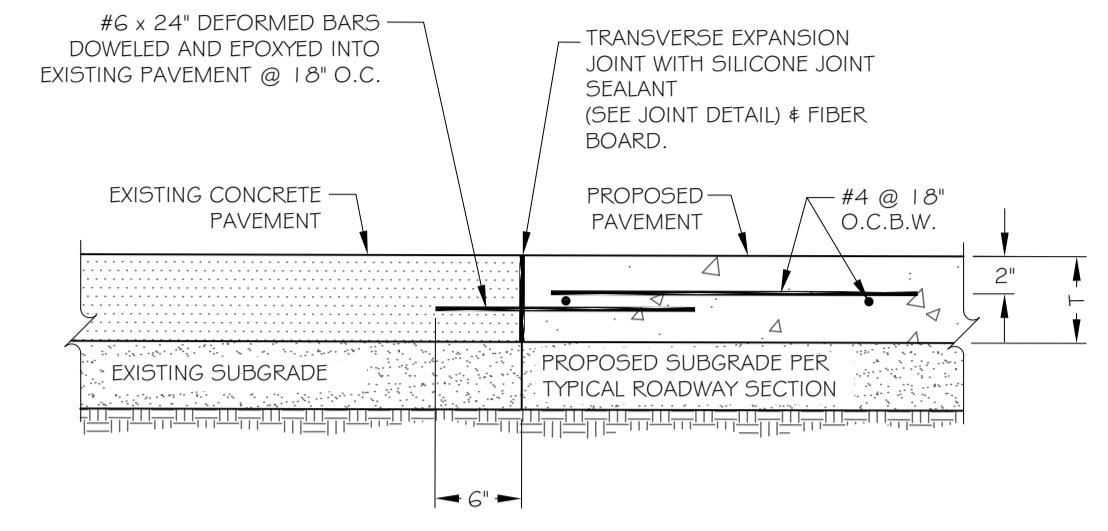 #6 x 24" DEFORMED BARS
DOWELED AND EPOXYED INTO
EXISTING PAVEMENT @ 18" O.C.
TRANSVERSE EXPANSION
JOINT WITH SILICONE JOINT
SEALANT
(SEE JOINT DETAIL) & FIBER
BOARD.
EXISTING CONCRETE
PAVEMENT
PROPOSED
PAVEMENT
#4 @ 18"
O.C.B.W.
2"
T
EXISTING SUBGRADE
PROPOSED SUBGRADE PER
TYPICAL ROADWAY SECTION
6"